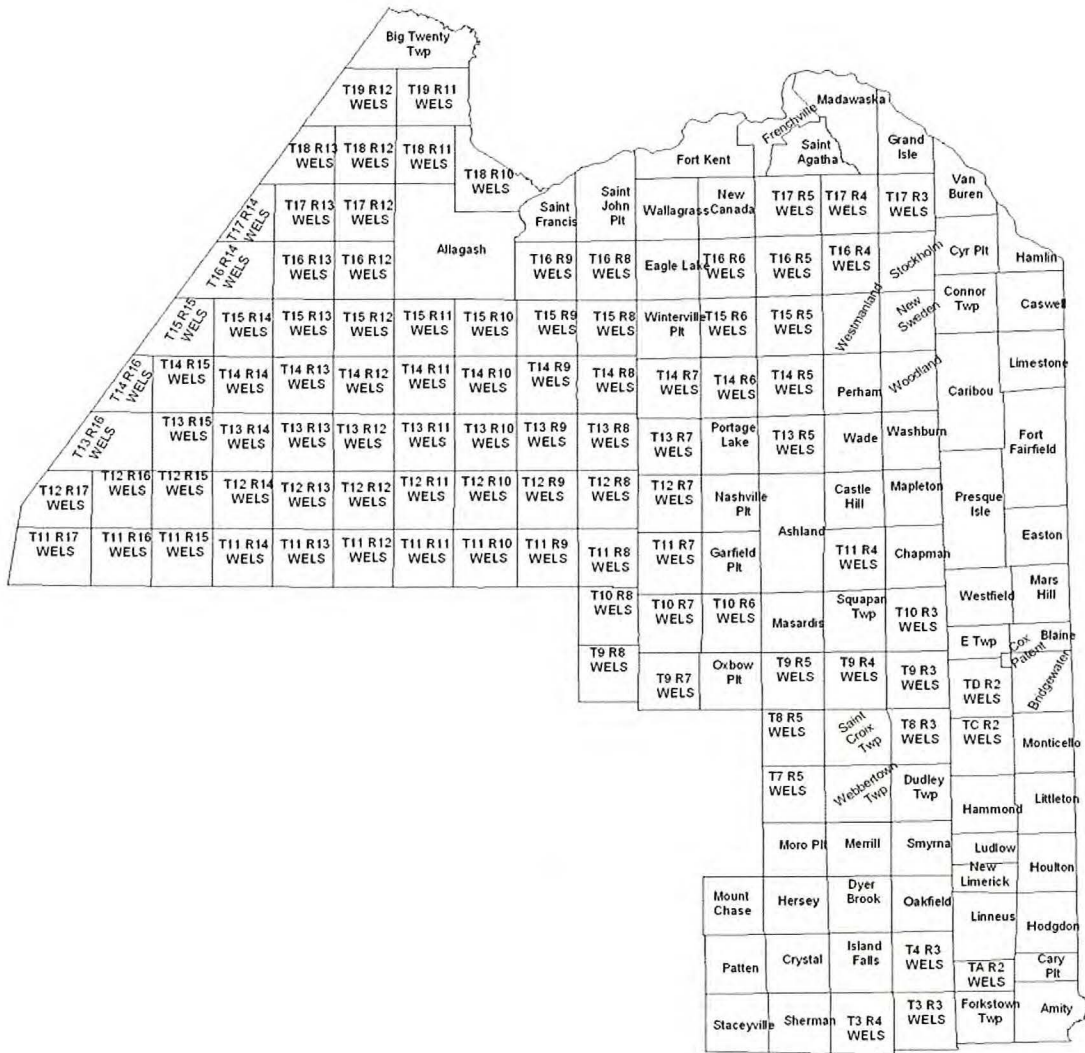 Big Twenty
Twp
T19 R12
WELS
T19 R11
WELS
Madawaska
Frenchville
T18 R13
WELS
T18 R12
WELS
T18 R11
WELS
Saint
Agatha
Grand
Isle
Fort Kent
T18 R10
WELS
Van
Buren
T17 R14
WELS
T17 R13
WELS
T17 R12
WELS
Saint
Francis
Saint
John
Plt
Wallagrass
New
Canada
T17 R5
WELS
T17 R4
WELS
T17 R3
WELS
Allagash
T16 R14
WELS
T16 R13
WELS
T16 R12
WELS
T16 R9
WELS
T16 R8
WELS
Eagle Lake
T16 R6
WELS
T16 R5
WELS
T16 R4
WELS
Stockholm
Cyr Plt
Hamlin
T15 R15
WELS
T15 R14
WELS
T15 R13
WELS
T15 R12
WELS
T15 R11
WELS
T15 R10
WELS
T15 R9
WELS
T15 R8
WELS
Winterville
Plt
T15 R6
WELS
T15 R5
WELS
Westmanland
New
Sweden
Connor
Twp
Caswell
T14 R16
WELS
T14 R15
WELS
T14 R14
WELS
T14 R13
WELS
T14 R12
WELS
T14 R11
WELS
T14 R10
WELS
T14 R9
WELS
T14 R8
WELS
T14 R7
WELS
T14 R6
WELS
T14 R5
WELS
Perham
Woodland
Caribou
Limestone
T13 R16
WELS
T13 R15
WELS
T13 R14
WELS
T13 R13
WELS
T13 R12
WELS
T13 R11
WELS
T13 R10
WELS
T13 R9
WELS
T13 R8
WELS
T13 R7
WELS
Portage
Lake
T13 R5
WELS
Wade
Washburn
Fort
Fairfield
T12 R17
WELS
T12 R16
WELS
T12 R15
WELS
T12 R14
WELS
T12 R13
WELS
T12 R12
WELS
T12 R11
WELS
T12 R10
WELS
T12 R9
WELS
T12 R8
WELS
T12 R7
WELS
Nashville
Plt
Ashland
Castle
Hill
Mapleton
Presque
Isle
T11 R17
WELS
T11 R16
WELS
T11 R15
WELS
T11 R14
WELS
T11 R13
WELS
T11 R12
WELS
T11 R11
WELS
T11 R10
WELS
T11 R9
WELS
T11 R8
WELS
T11 R7
WELS
Garfield
Plt
T11 R4
WELS
Chapman
Easton
T10 R8
WELS
T10 R7
WELS
T10 R6
WELS
Masardis
Squapan
Twp
T10 R3
WELS
Westfield
Mars
Hill
E Twp
Cox
Patent
Blaine
T9 R8
WELS
T9 R7
WELS
Oxbow
Plt
T9 R5
WELS
T9 R4
WELS
T9 R3
WELS
TD R2
WELS
Bridgewater
T8 R5
WELS
Saint
Croix
Twp
T8 R3
WELS
TC R2
WELS
Monticello
T7 R5
WELS
Webbertown
Twp
Dudley
Twp
Hammond
Littleton
Moro Plt
Merrill
Smyrna
Ludlow
New
Limerick
Houlton
Mount
Chase
Hersey
Dyer
Brook
Oakfield
Linneus
Hodgdon
Patten
Crystal
Island
Falls
T4 R3
WELS
TA R2
WELS
Cary
Plt
Staceyville
Sherman
T3 R4
WELS
T3 R3
WELS
Forkstown
Twp
Amity